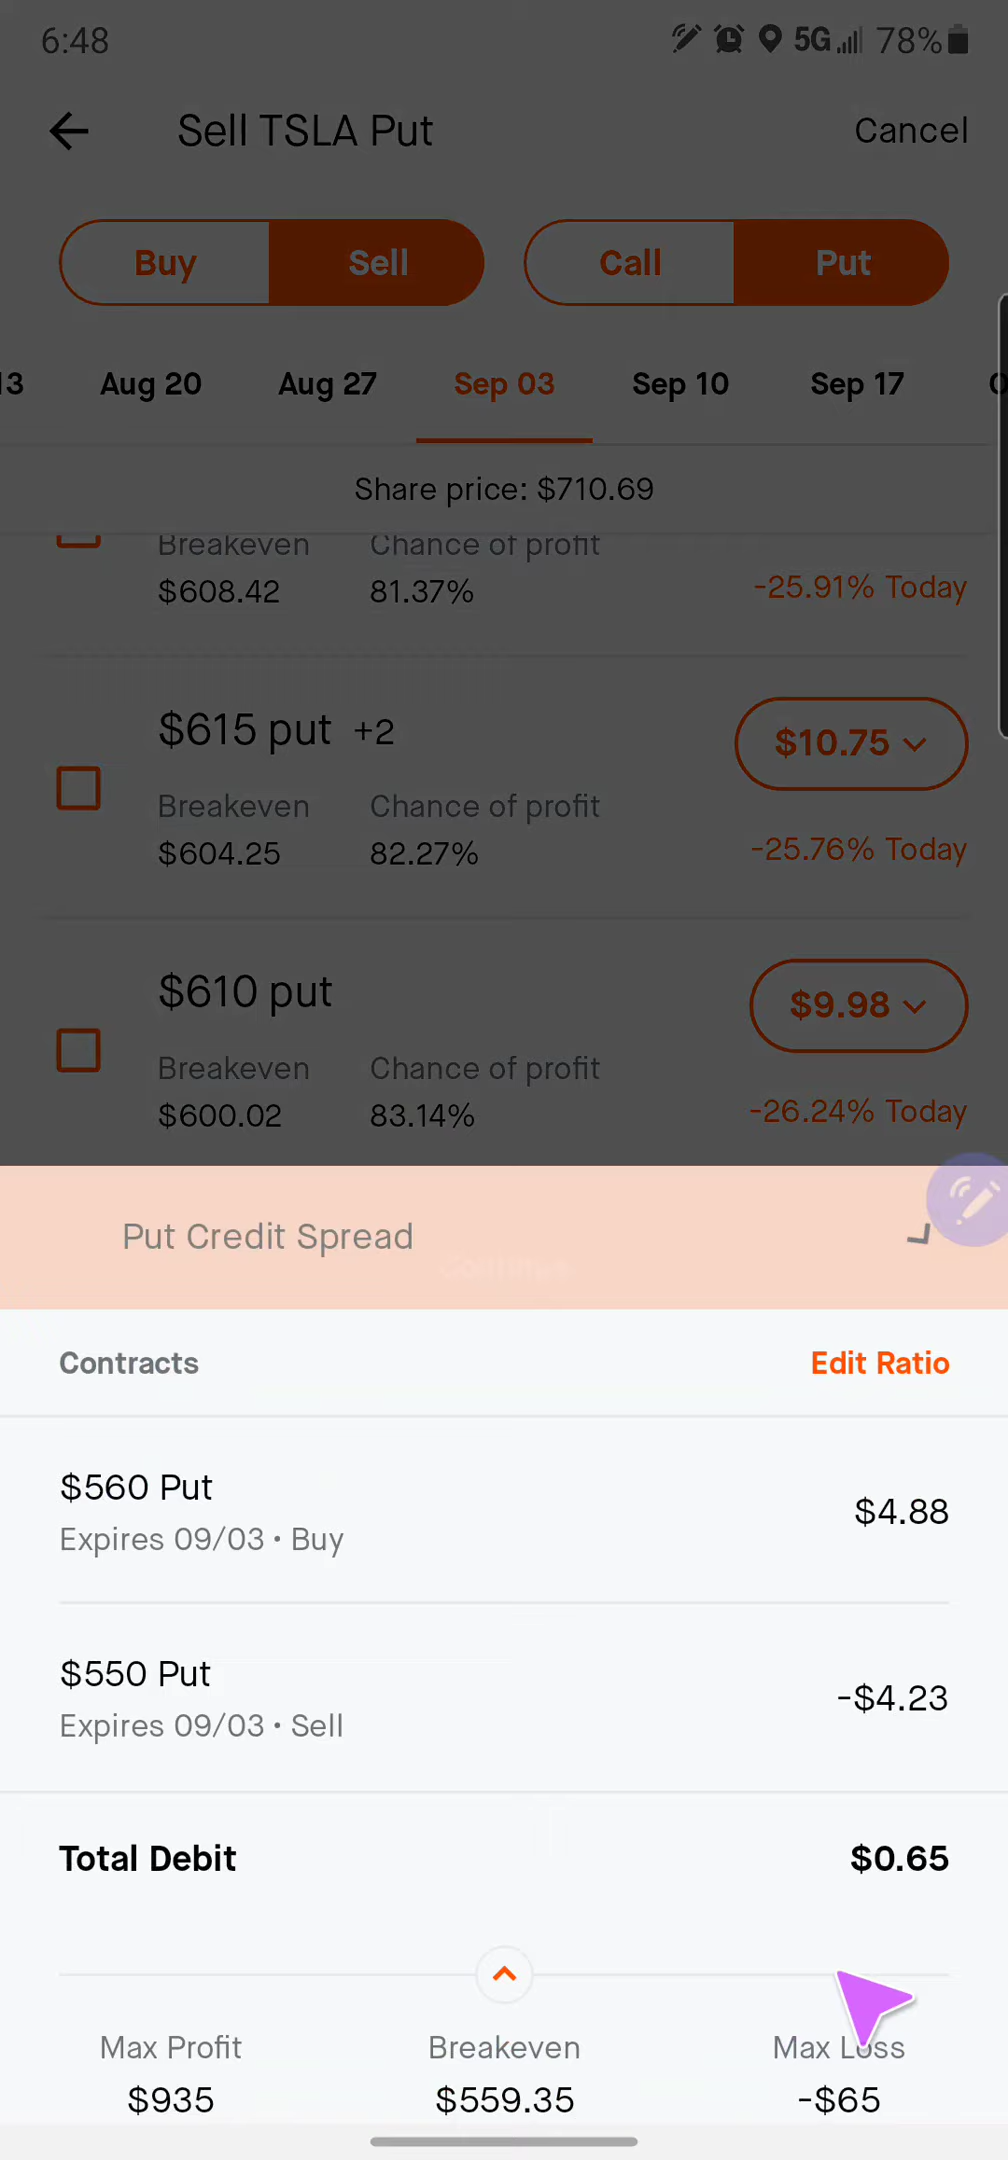 6:48 5G 78%
Sell TSLA Put Cancel
Buy Sell Call Put
13 Aug 20 Aug 27 Sep 03 Sep 10 Sep 17
Share price: $710.69
Breakeven Chance of profit
$608.42 81.37% -25.91% Today
$615 put +2 $10.75
Breakeven Chance of profit
$604.25 82.27% -25.76% Today
$610 put $9.98
Breakeven Chance of profit
$600.02 83.14% -26.24% Today
Put Credit Spread
Continue
Contracts Edit Ratio
$560 Put $4.88
Expires 09/03 • Buy
$550 Put -$4.23
Expires 09/03 • Sell
Total Debit $0.65
Max Profit Breakeven Max Loss
$935 $559.35 -$65